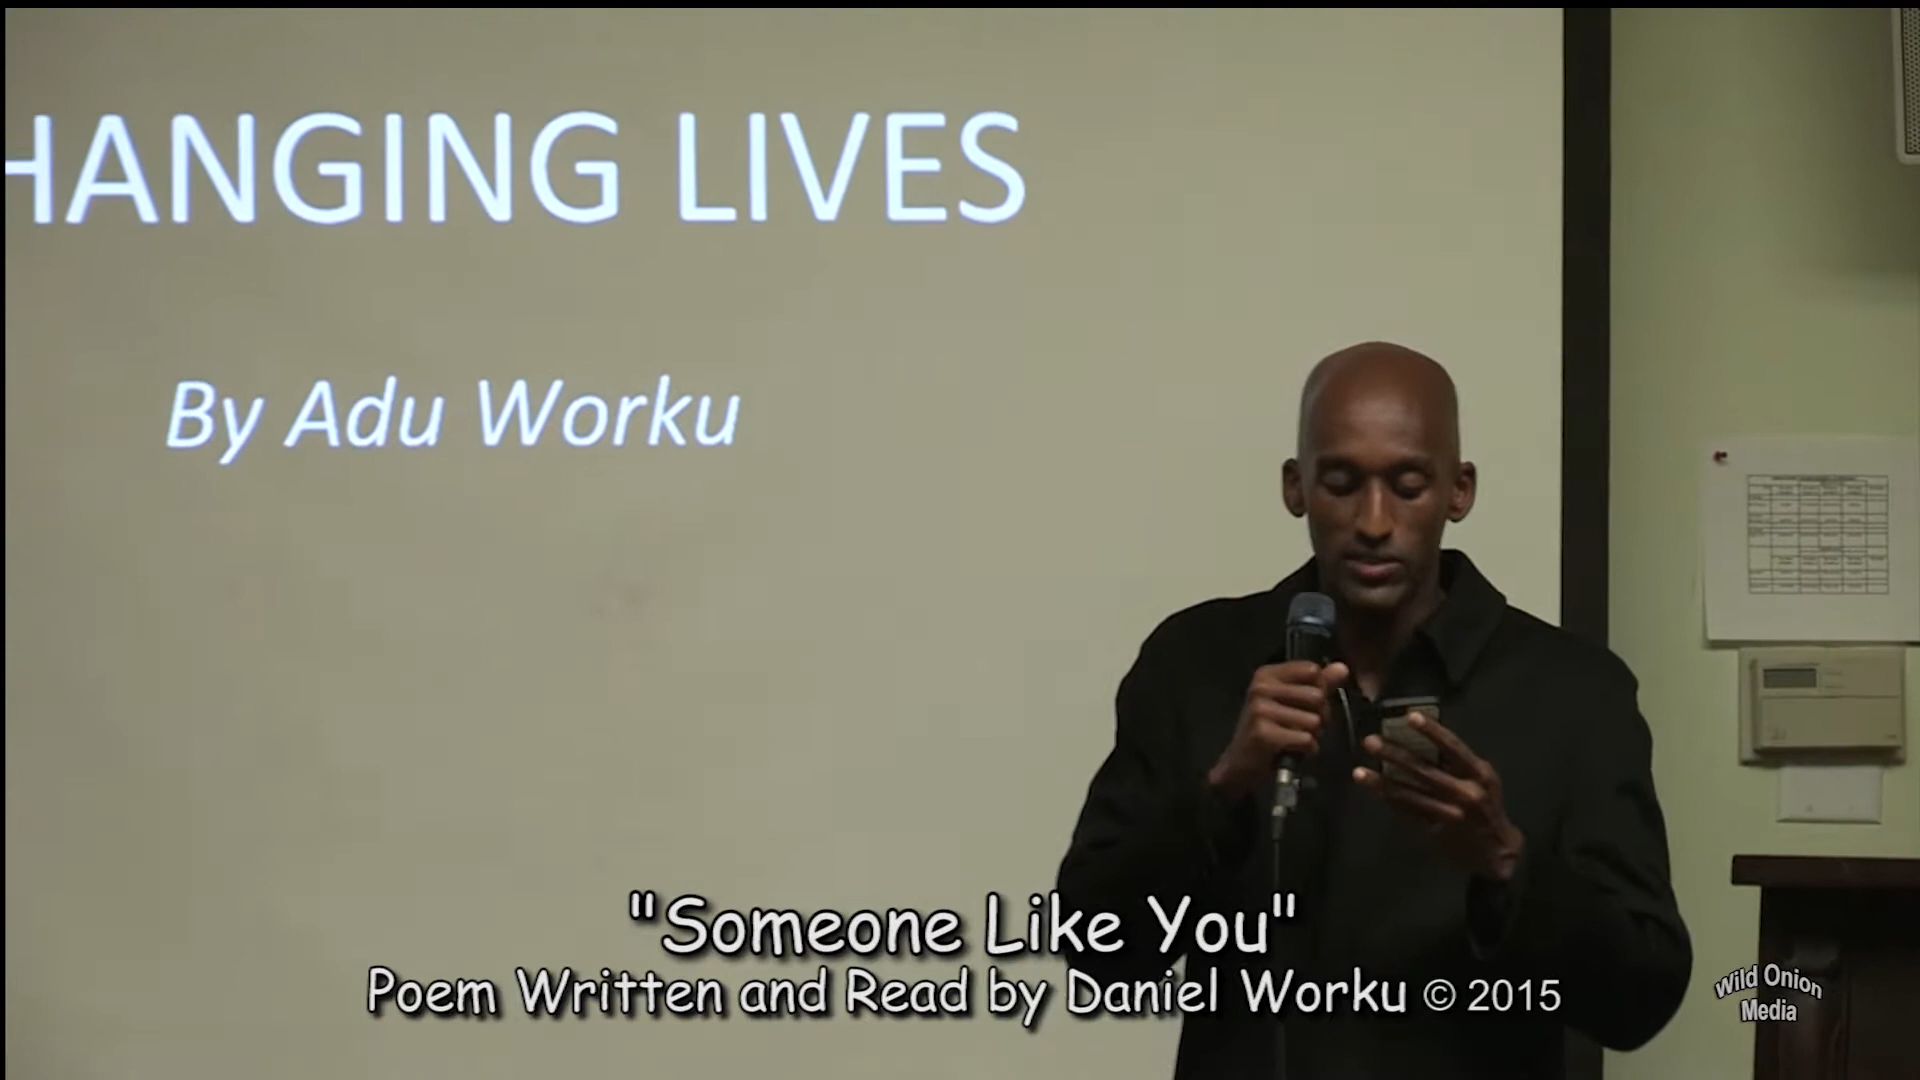 HANGING LIVES
By Adu Worku
"Someone Like You"
Poem Written and Read by Daniel Worku © 2015
Wild Onion
Media